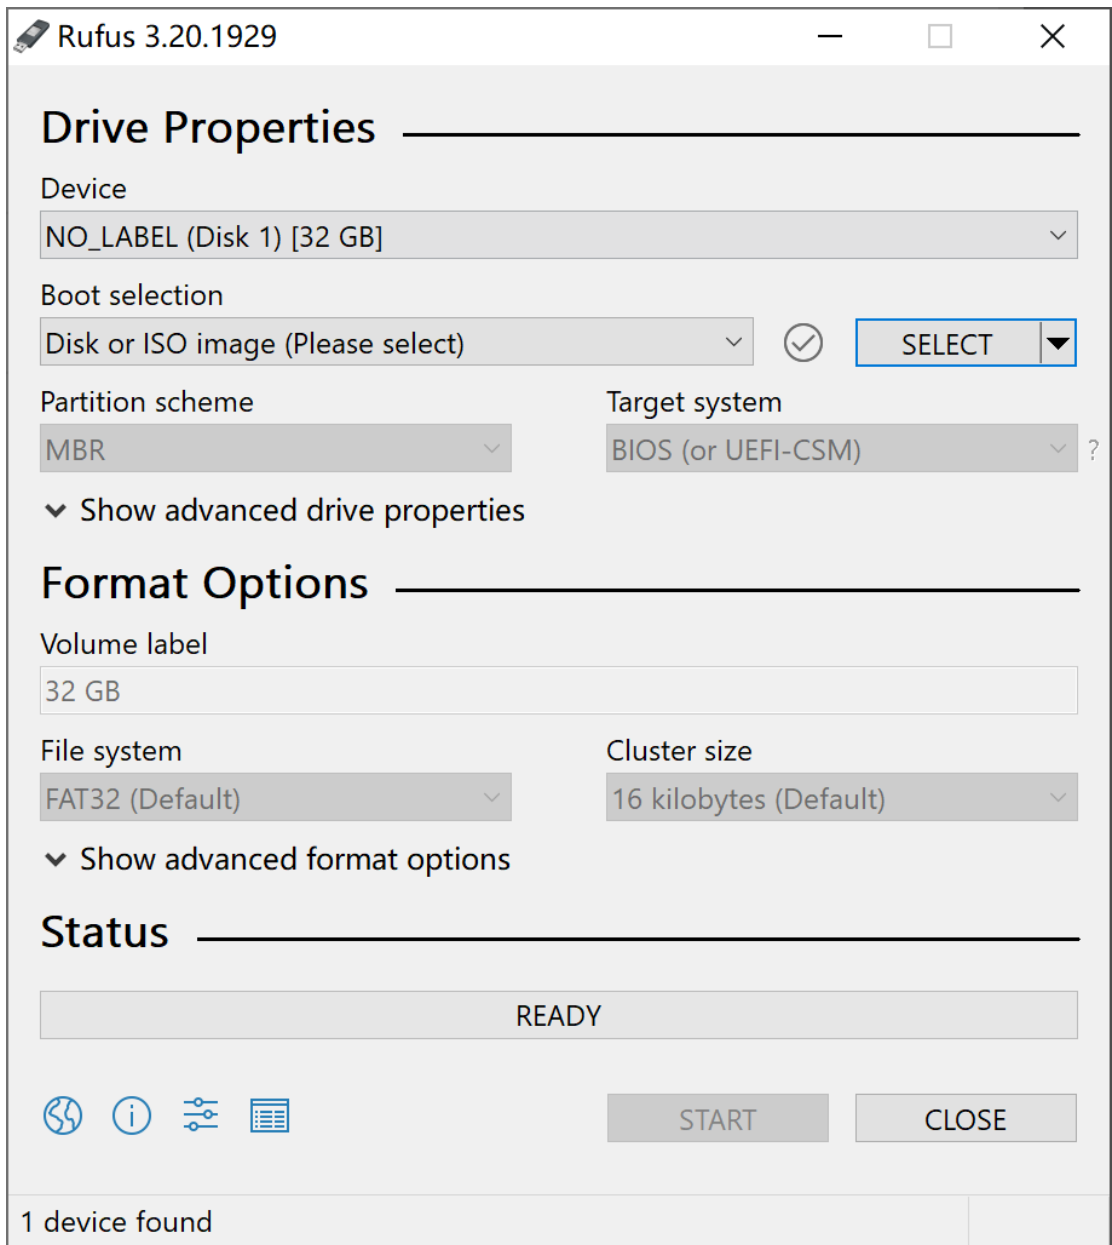 Rufus 3.20.1929
Drive Properties
Device
NO_LABEL (Disk 1) [32 GB]
Boot selection
Disk or ISO image (Please select)
SELECT
Partition scheme
Target system
MBR
BIOS (or UEFI-CSM)
?
Show advanced drive properties
Format Options
Volume label
32 GB
File system
Cluster size
FAT32 (Default)
16 kilobytes (Default)
Show advanced format options
Status
READY
START
CLOSE
1 device found